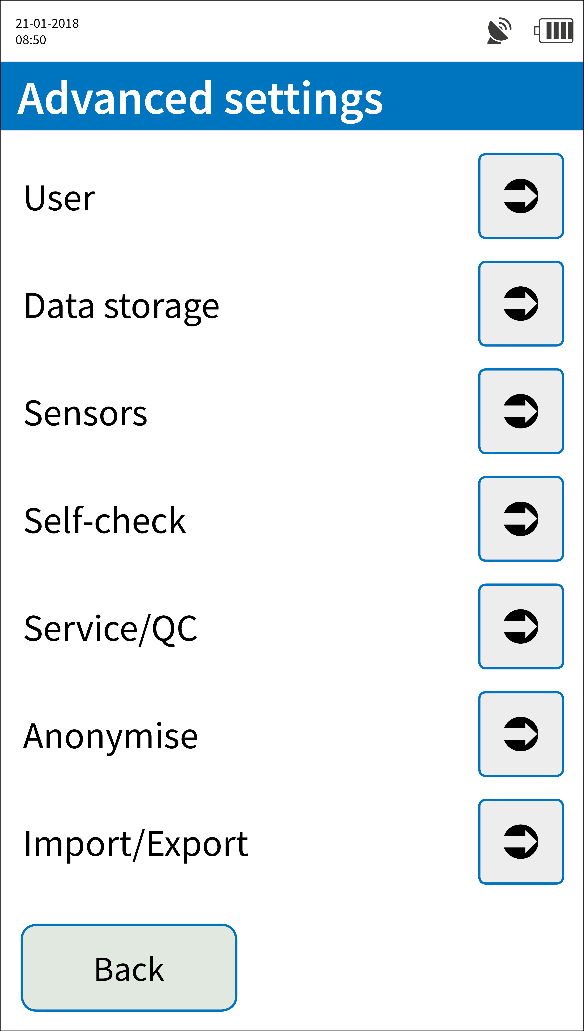 21-01-2018
08:50
Advanced settings
User
Data storage
Sensors
Self-check
Service/QC
Anonymise
Import/Export
Back